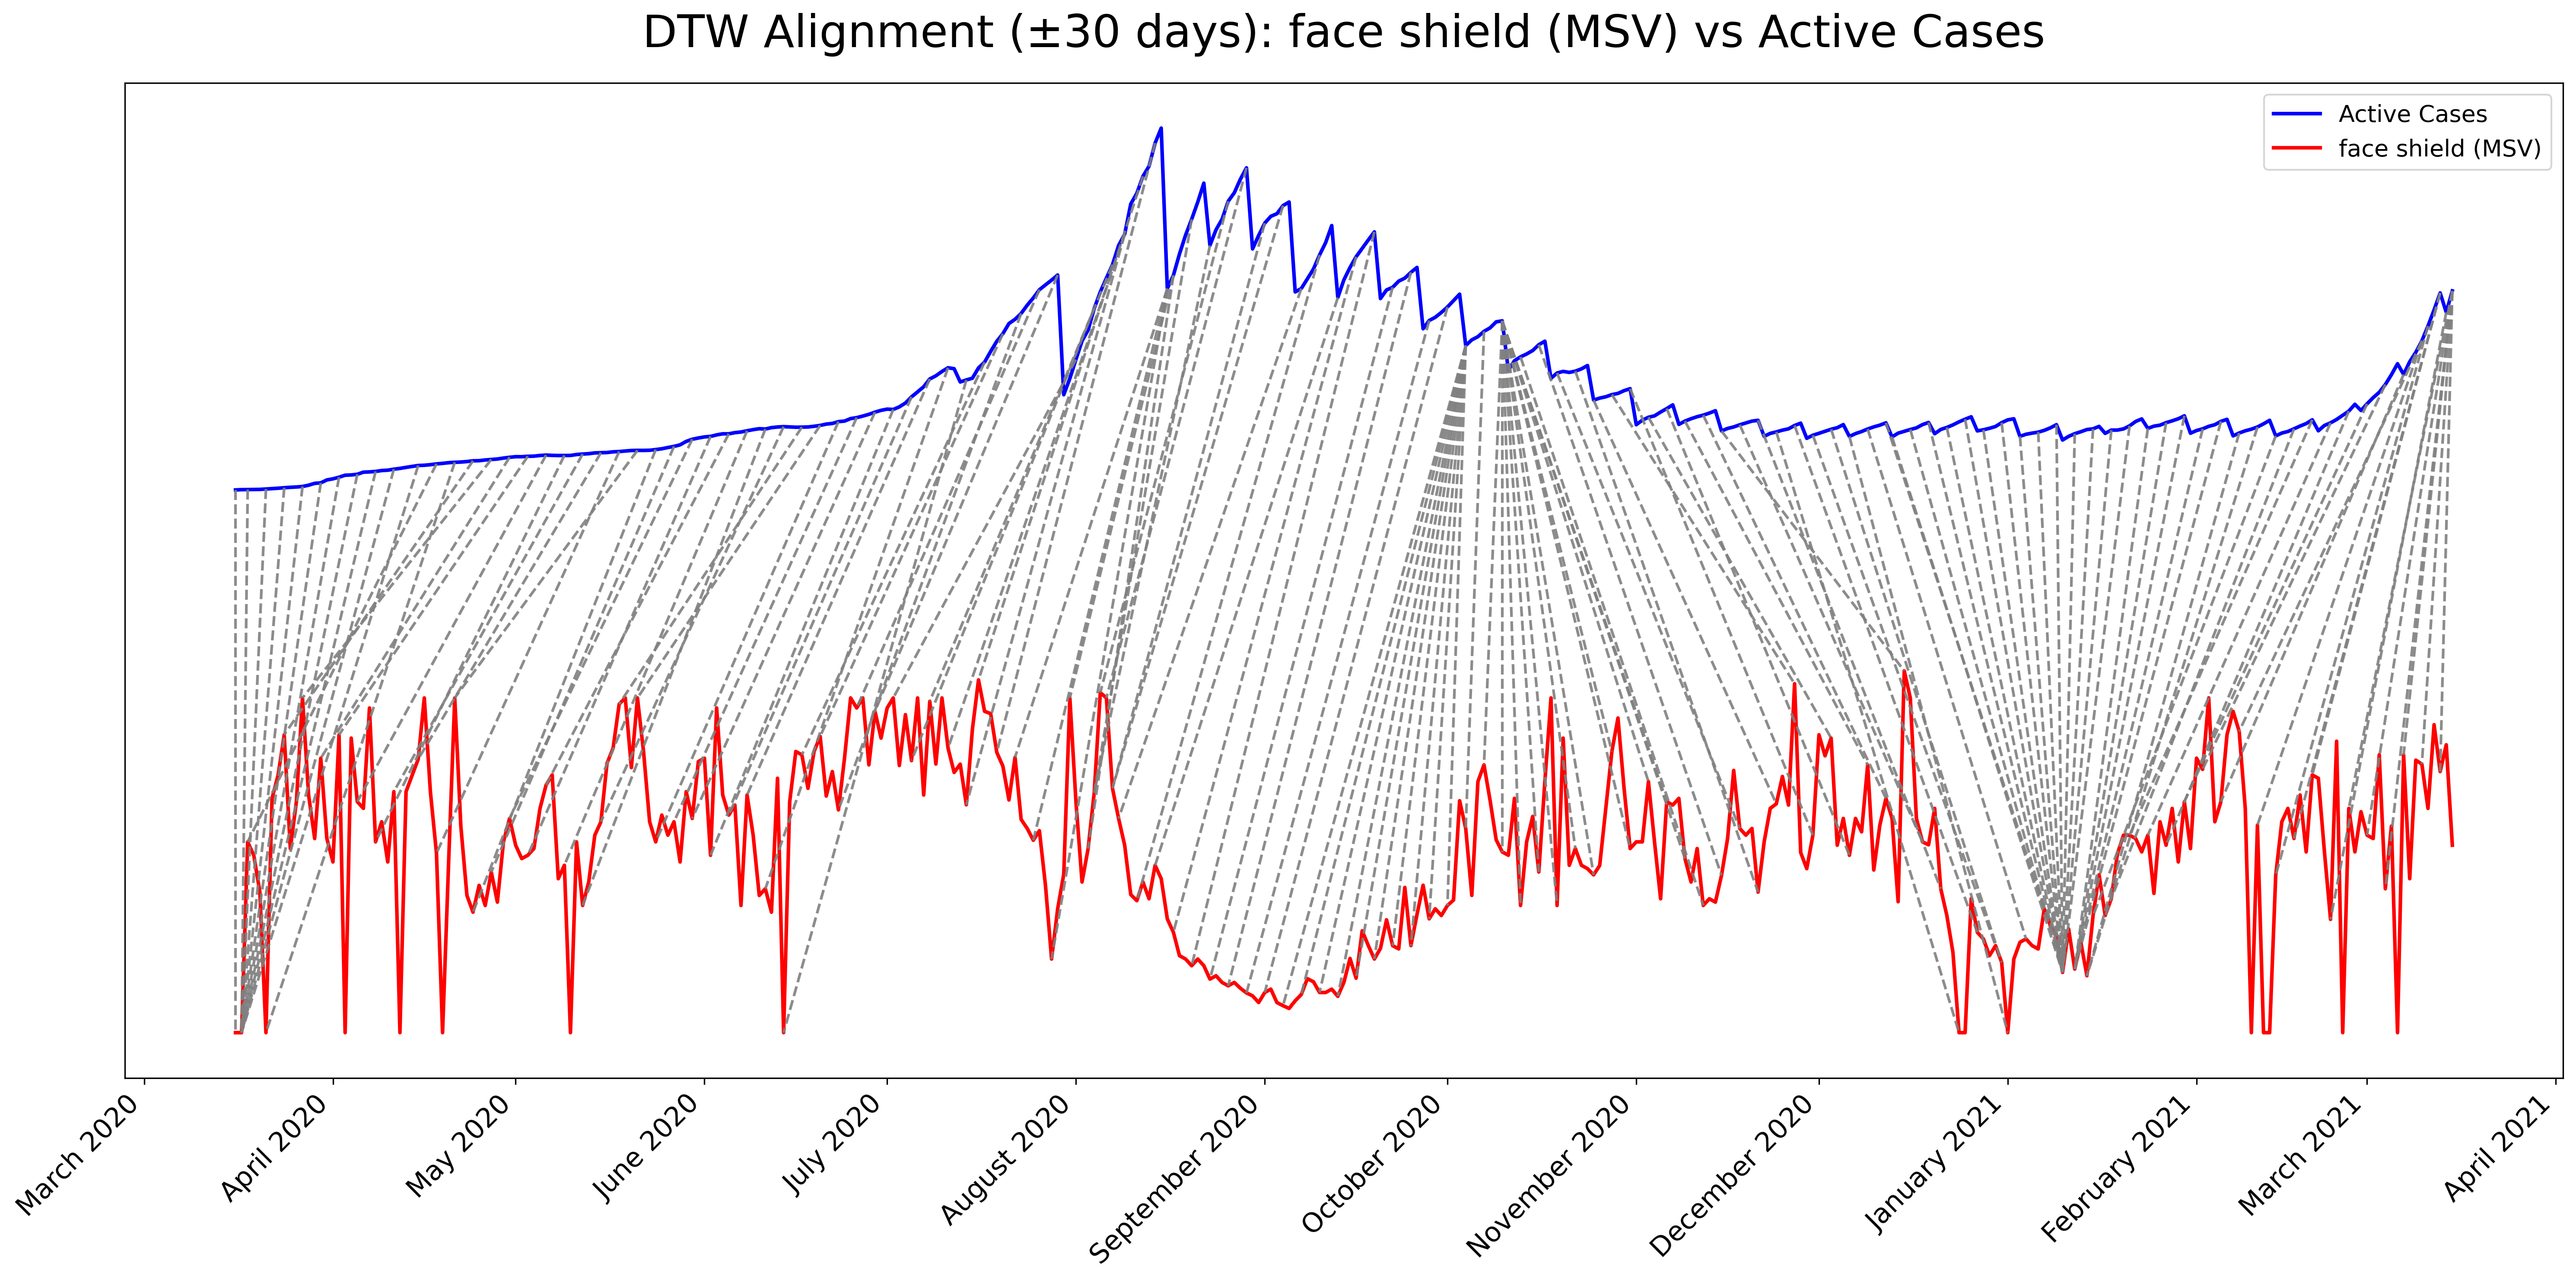 DTW Alignment (±30 days): face shield (MSV) vs Active Cases
Active Cases
face shield (MSV)
March 2020
April 2020
May 2020
June 2020
July 2020
August 2020
September 2020
October 2020
November 2020
December 2020
January 2021
February 2021
March 2021
April 2021